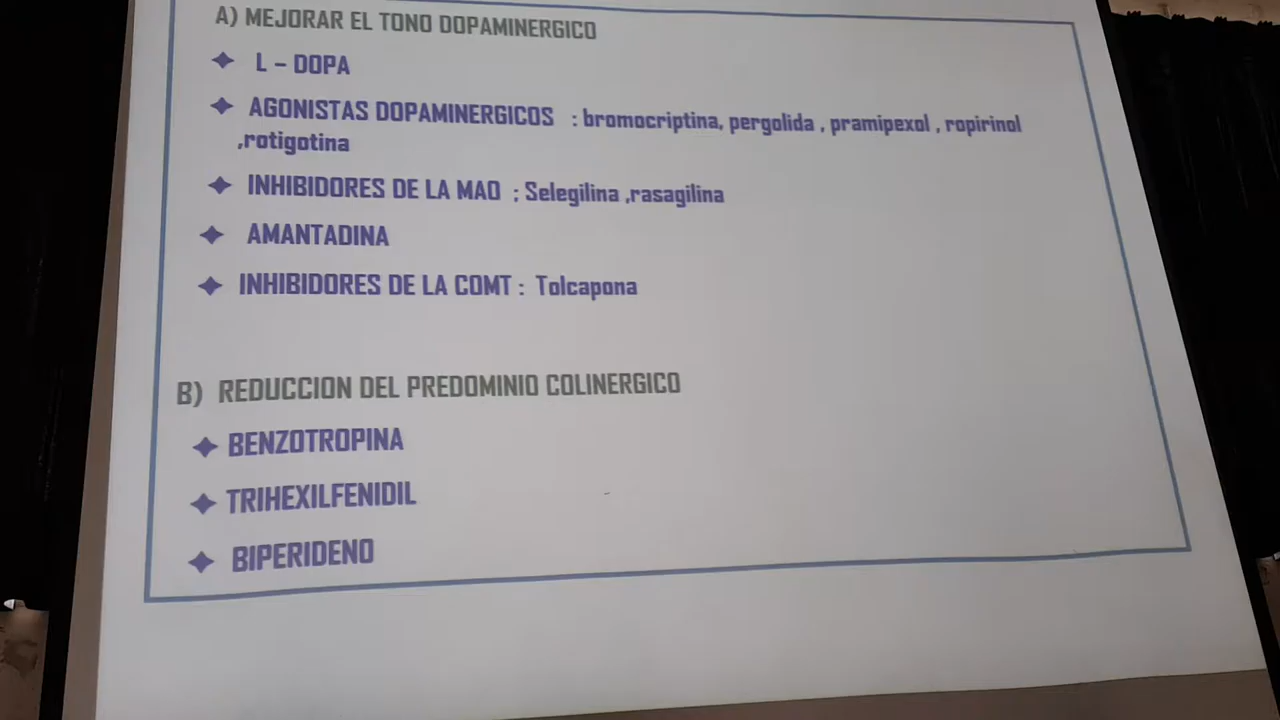 A) MEJORAR EL TONO DOPAMINERGICO
L – DOPA
AGONISTAS DOPAMINERGICOS : bromocriptina, pergolida , pramipexol , ropirinol
,rotigotina
INHIBIDORES DE LA MAO ; Selegilina ,rasagilina
AMANTADINA
INHIBIDORES DE LA COMT : Tolcapona
B) REDUCCION DEL PREDOMINIO COLINERGICO
BENZOTROPINA
TRIHEXILFENIDIL
BIPERIDENO